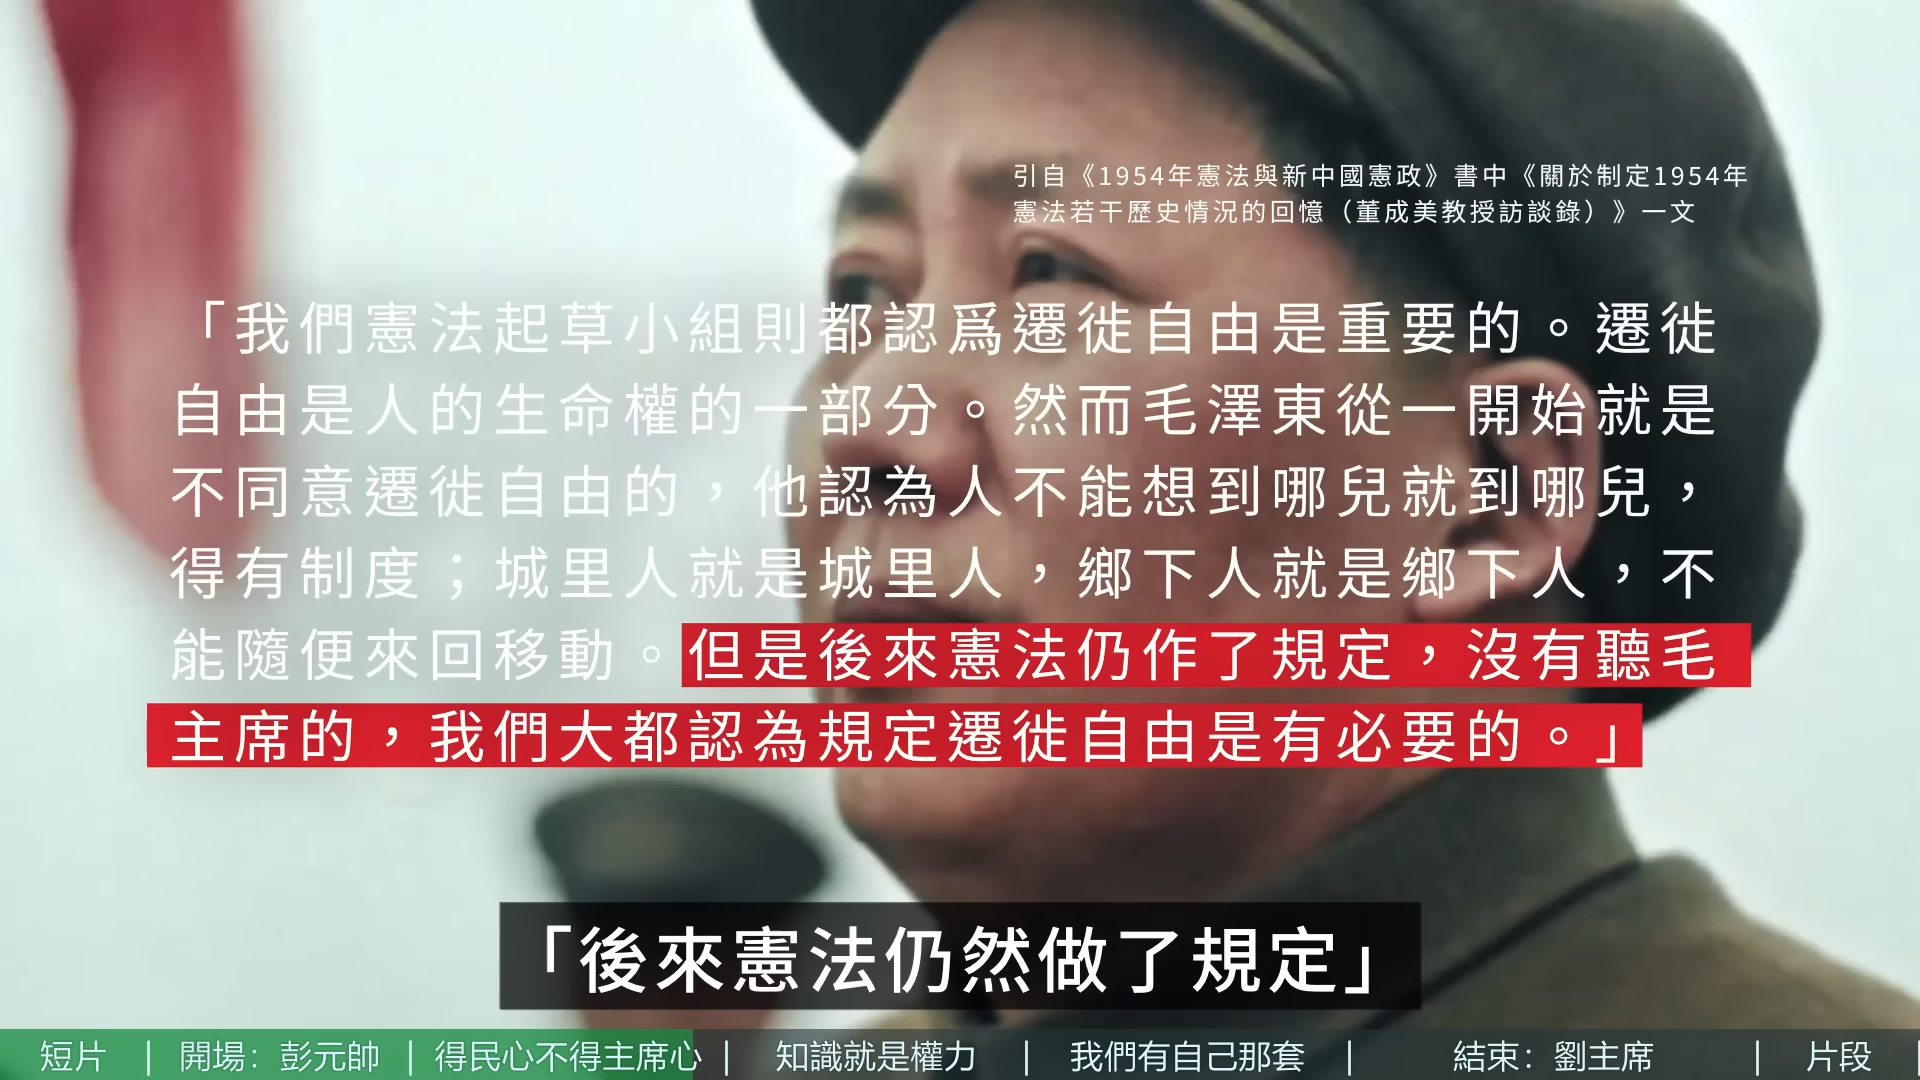 引自《1954年憲法與新中國憲政》書中《關於制定1954年
憲法若干歷史情況的回憶（董成美教授訪談錄）》一文
「我們憲法起草小組則都認爲遷徙自由是重要的。遷徙
自由是人的生命權的一部分。然而毛澤東從一開始就是
不同意遷徙自由的，他認為人不能想到哪兒就到哪兒，
得有制度；城里人就是城里人，鄉下人就是鄉下人，不
能隨便來回移動。但是後來憲法仍作了規定，沒有聽毛
主席的，我們大都認為規定遷徙自由是有必要的。」
「後來憲法仍然做了規定」
短片 | 開場：彭元帥 | 得民心不得主席心 | 知識就是權力 | 我們有自己那套 | 結束：劉主席 | 片段